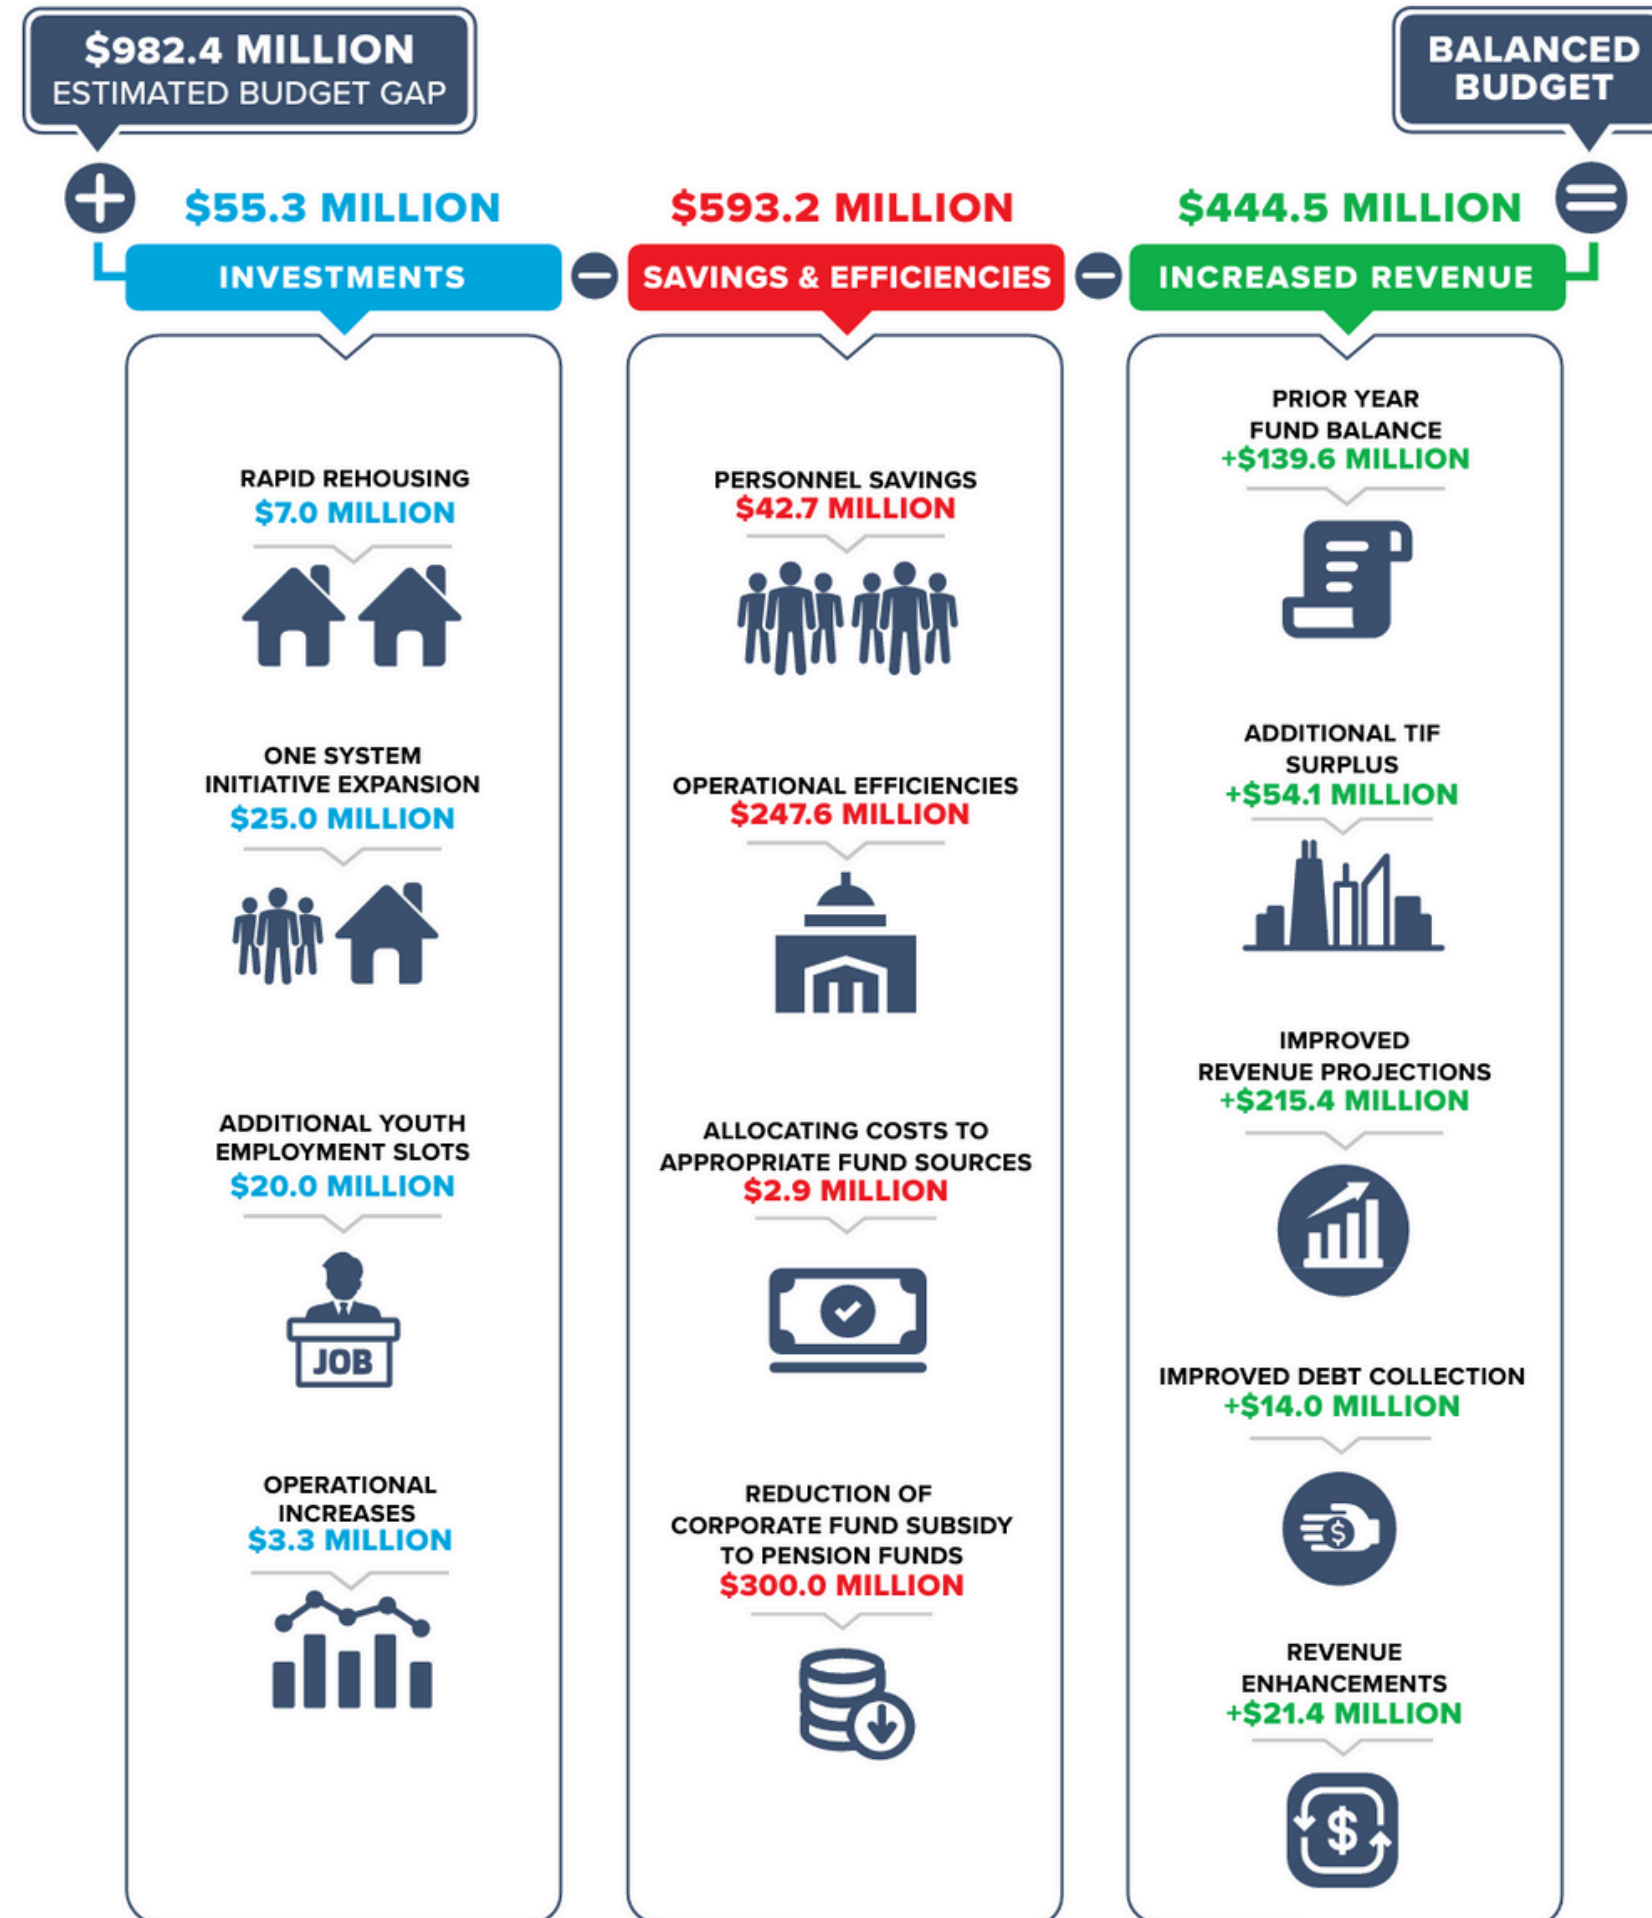 $982.4 MILLION
ESTIMATED BUDGET GAP
BALANCED
BUDGET
$55.3 MILLION
INVESTMENTS
RAPID REHOUSING
$7.0 MILLION
ONE SYSTEM
INITIATIVE EXPANSION
$25.0 MILLION
ADDITIONAL YOUTH
EMPLOYMENT SLOTS
$20.0 MILLION
JOB
OPERATIONAL
INCREASES
$3.3 MILLION
$593.2 MILLION
SAVINGS & EFFICIENCIES
PERSONNEL SAVINGS
$42.7 MILLION
OPERATIONAL EFFICIENCIES
$247.6 MILLION
ALLOCATING COSTS TO
APPROPRIATE FUND SOURCES
$2.9 MILLION
REDUCTION OF
CORPORATE FUND SUBSIDY
TO PENSION FUNDS
$300.0 MILLION
$444.5 MILLION
INCREASED REVENUE
PRIOR YEAR
FUND BALANCE
+$139.6 MILLION
ADDITIONAL TIF
SURPLUS
+$54.1 MILLION
IMPROVED
REVENUE PROJECTIONS
+$215.4 MILLION
IMPROVED DEBT COLLECTION
+$14.0 MILLION
$
REVENUE
ENHANCEMENTS
+$21.4 MILLION
$